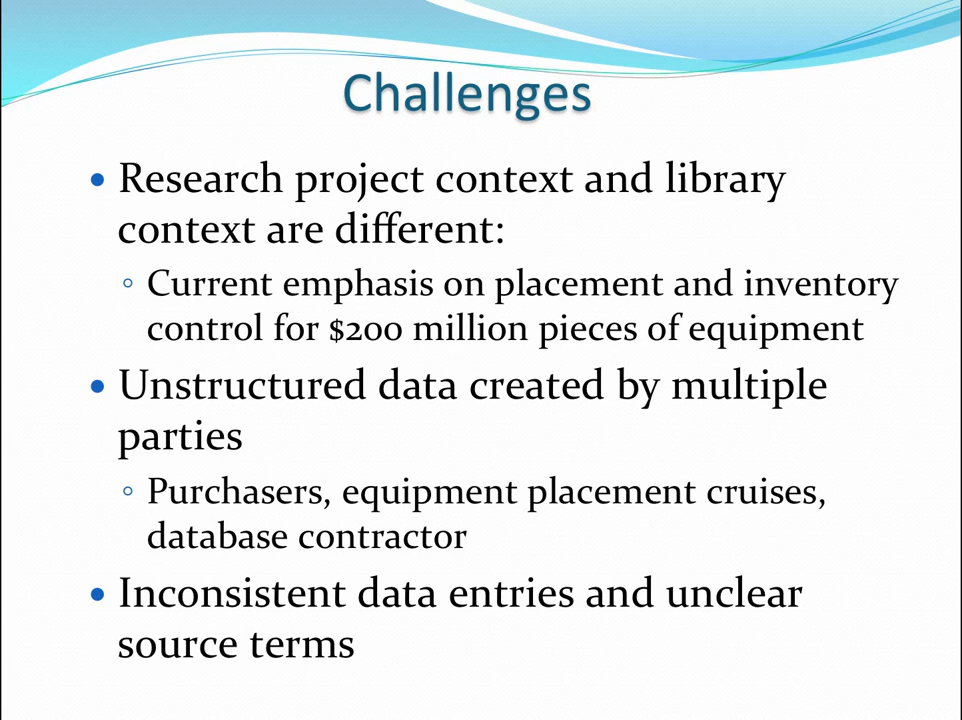 Challenges
• Research project context and library
context are different:
◦ Current emphasis on placement and inventory
control for $200 million pieces of equipment
• Unstructured data created by multiple
parties
◦ Purchasers, equipment placement cruises,
database contractor
• Inconsistent data entries and unclear
source terms